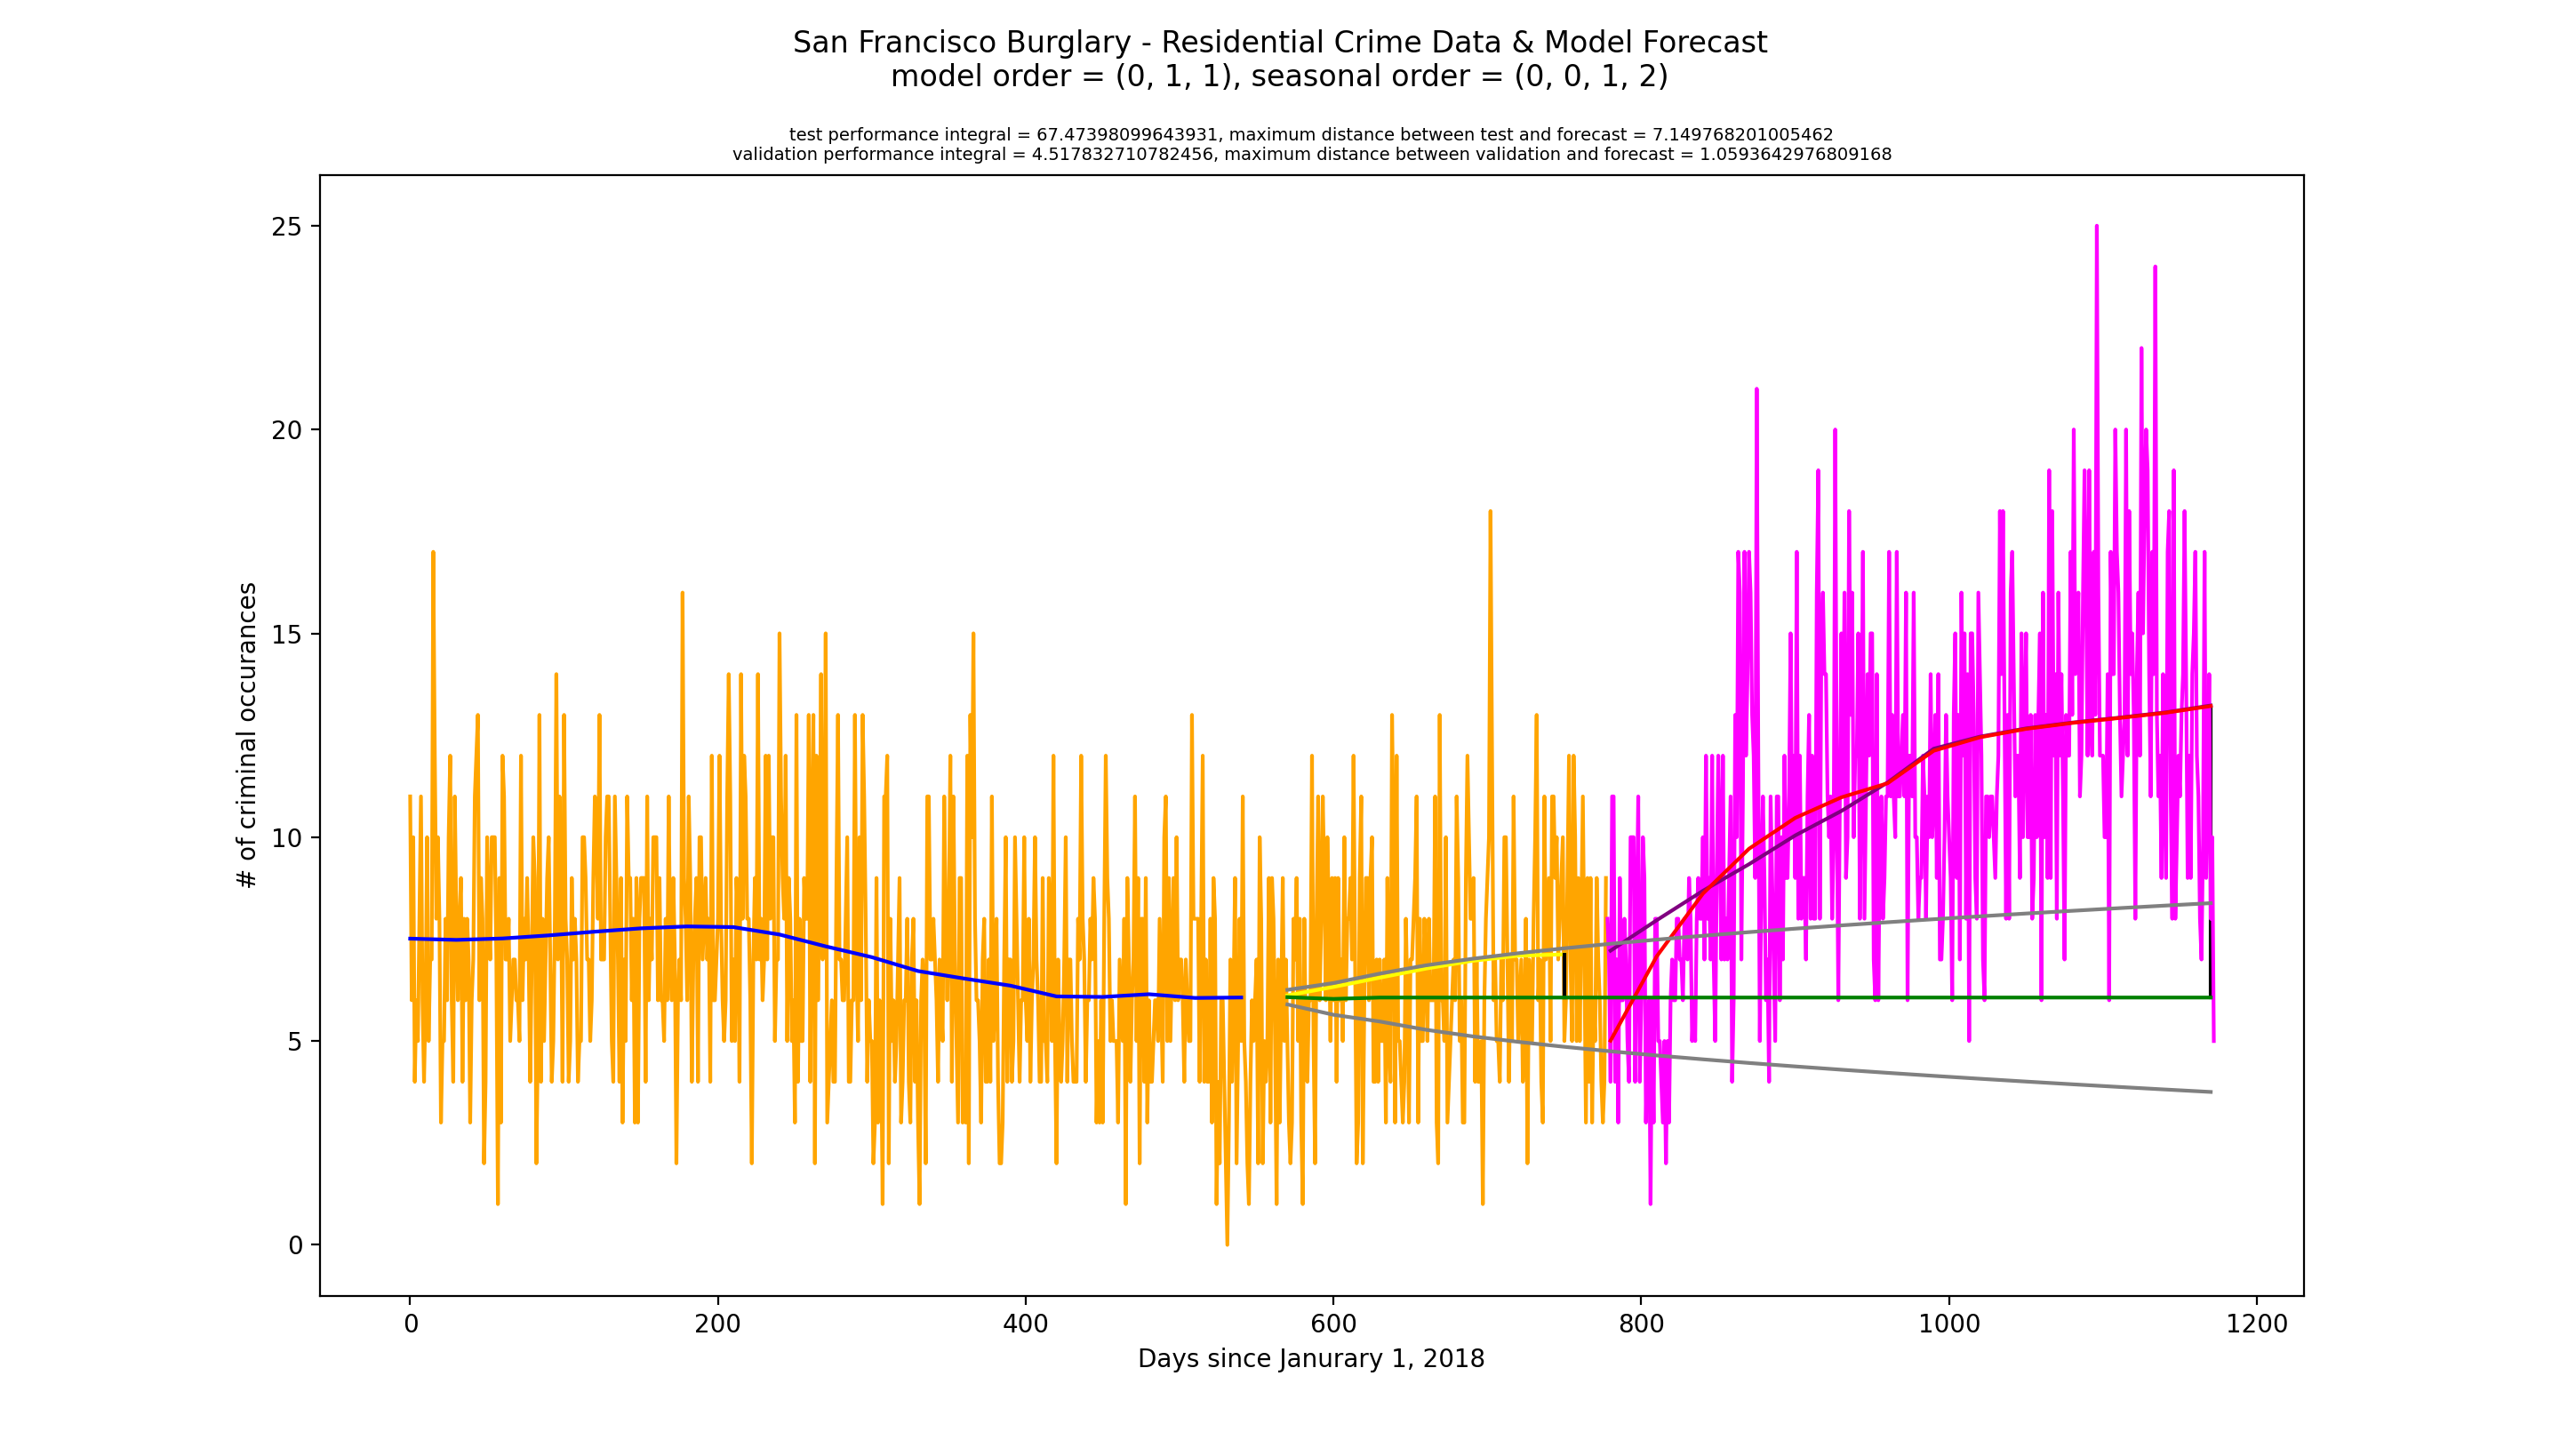 San Francisco Burglary - Residential Crime Data & Model Forecast
model order = (0, 1, 1), seasonal order = (0, 0, 1, 2)
test performance integral = 67.47398099643931, maximum distance between test and forecast = 7.149768201005462
validation performance integral = 4.517832710782456, maximum distance between validation and forecast = 1.0593642976809168
25
20
15
10
5
0
# of criminal occurances
0 200 400 600 800 1000 1200
Days since Janurary 1, 2018